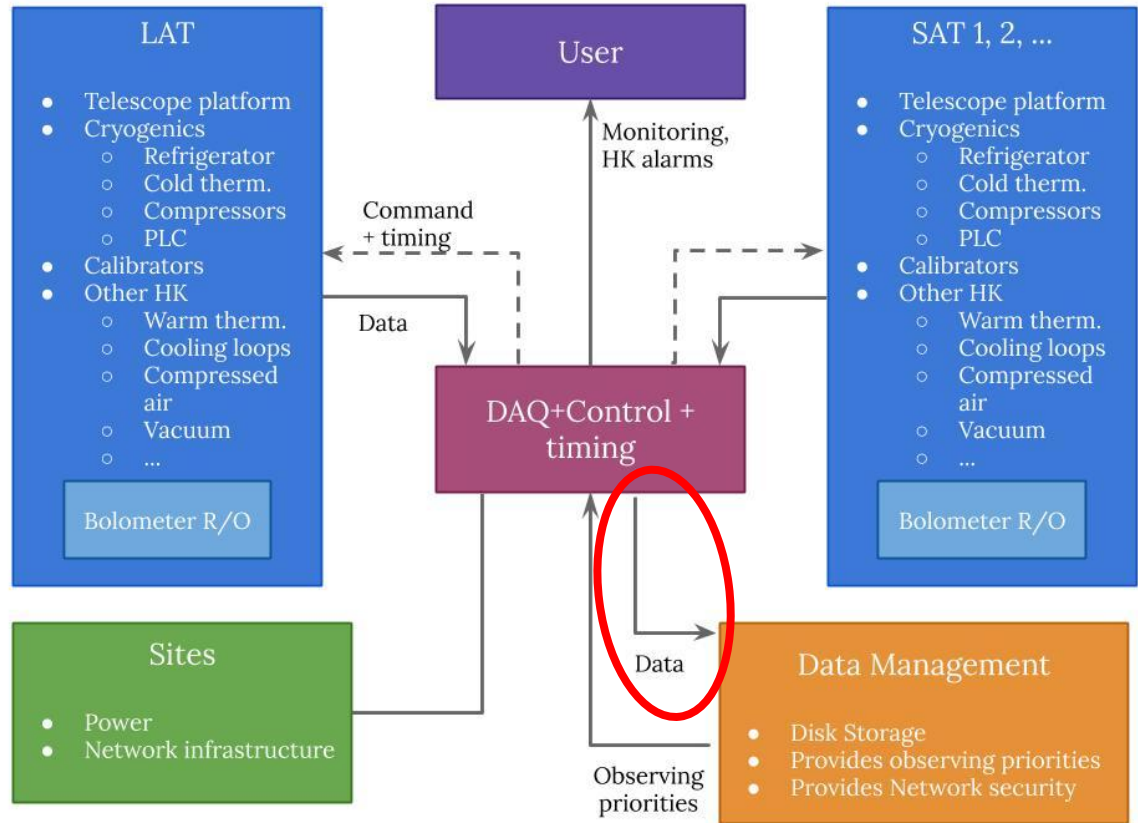 LAT
● Telescope platform
● Cryogenics
○ Refrigerator
○ Cold therm.
○ Compressors
○ PLC
● Calibrators
● Other HK
○ Warm therm.
○ Cooling loops
○ Compressed
air
○ Vacuum
○ ...
Bolometer R/O
User
Monitoring,
HK alarms
Command
+ timing
Data
DAQ+Control +
timing
SAT 1, 2, ...
● Telescope platform
● Cryogenics
○ Refrigerator
○ Cold therm.
○ Compressors
○ PLC
● Calibrators
● Other HK
○ Warm therm.
○ Cooling loops
○ Compressed
air
○ Vacuum
○ ...
Bolometer R/O
Sites
● Power
● Network infrastructure
Data
Observing
priorities
Data Management
● Disk Storage
● Provides observing priorities
● Provides Network security